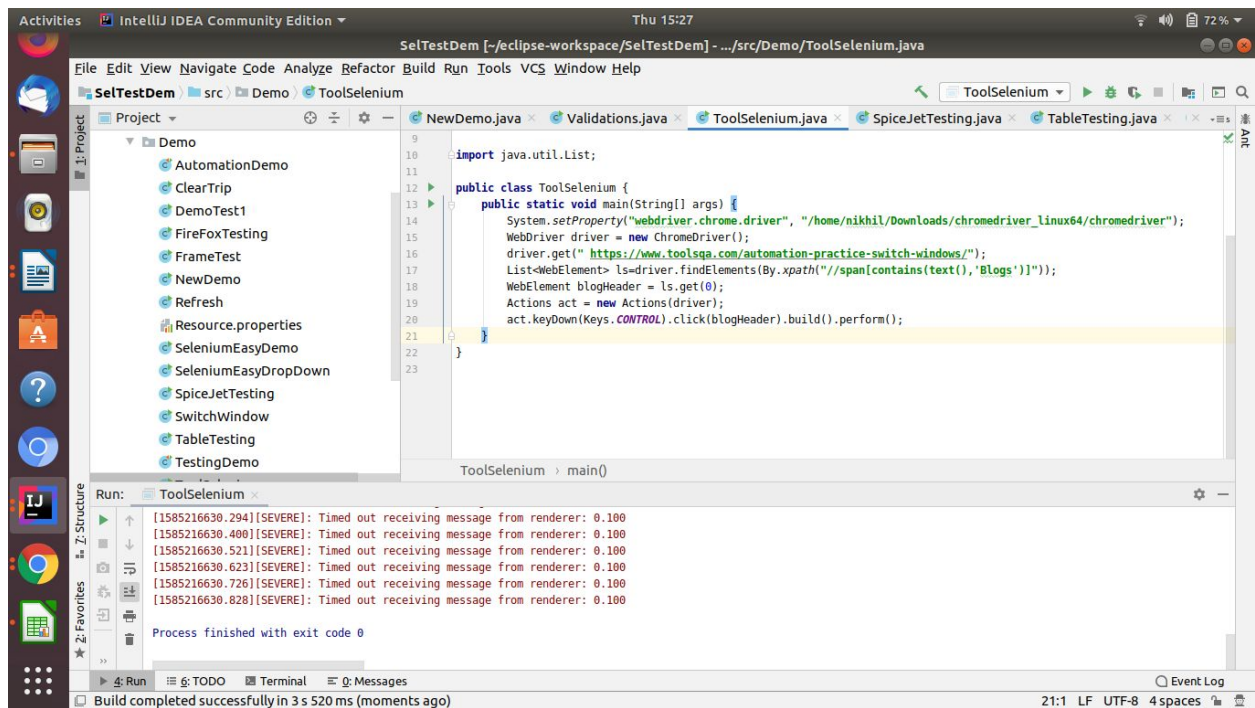 Activities IntelliJ IDEA Community Edition Thu 15:27 72%
SelTestDem [~/eclipse-workspace/SelTestDem] - .../src/Demo/ToolSelenium.java
File Edit View Navigate Code Analyze Refactor Build Run Tools VCS Window Help
SelTestDem src Demo ToolSelenium ToolSelenium
1: Project
Project
Demo
AutomationDemo
ClearTrip
DemoTest1
FireFoxTesting
FrameTest
NewDemo
Refresh
Resource.properties
SeleniumEasyDemo
SeleniumEasyDropDown
SpiceJetTesting
SwitchWindow
TableTesting
TestingDemo
NewDemo.java Validations.java ToolSelenium.java SpiceJetTesting.java TableTesting.java
Ant
9
10 import java.util.List;
11
12 public class ToolSelenium {
13 public static void main(String[] args) {
14 System.setProperty("webdriver.chrome.driver", "/home/nikhil/Downloads/chromedriver_linux64/chromedriver");
15 WebDriver driver = new ChromeDriver();
16 driver.get(" https://www.toolsqa.com/automation-practice-switch-windows/");
17 List<WebElement> ls=driver.findElements(By.xpath("//span[contains(text(),'Blogs')]"));
18 WebElement blogHeader = ls.get(0);
19 Actions act = new Actions(driver);
20 act.keyDown(Keys.CONTROL).click(blogHeader).build().perform();
21 }
22 }
23
ToolSelenium › main()
Z: Structure
2: Favorites
Run: ToolSelenium
[1585216630.294][SEVERE]: Timed out receiving message from renderer: 0.100
[1585216630.400][SEVERE]: Timed out receiving message from renderer: 0.100
[1585216630.521][SEVERE]: Timed out receiving message from renderer: 0.100
[1585216630.623][SEVERE]: Timed out receiving message from renderer: 0.100
[1585216630.726][SEVERE]: Timed out receiving message from renderer: 0.100
[1585216630.828][SEVERE]: Timed out receiving message from renderer: 0.100
Process finished with exit code 0
4: Run 6: TODO Terminal 0: Messages Event Log
Build completed successfully in 3 s 520 ms (moments ago) 21:1 LF UTF-8 4 spaces